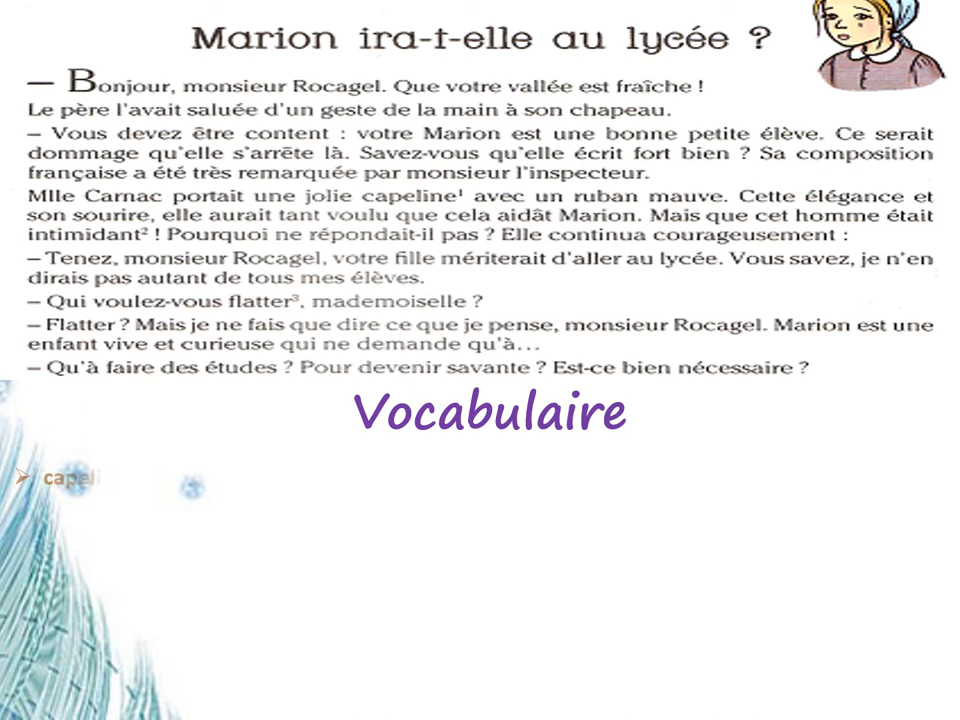 Marion ira-t-elle au lycée ?
— Bonjour, monsieur Rocagel. Que votre vallée est fraîche !
Le père l'avait saluée d'un geste de la main à son chapeau.
– Vous devez être content : votre Marion est une bonne petite élève. Ce serait
dommage qu'elle s'arrête là. Savez-vous qu'elle écrit fort bien ? Sa composition
française a été très remarquée par monsieur l'inspecteur.
Mlle Carnac portait une jolie capeline¹ avec un ruban mauve. Cette élégance et
son sourire, elle aurait tant voulu que cela aidât Marion. Mais que cet homme était
intimidant² ! Pourquoi ne répondait-il pas ? Elle continua courageusement :
– Tenez, monsieur Rocagel, votre fille mériterait d'aller au lycée. Vous savez, je n'en
dirais pas autant de tous mes élèves.
– Qui voulez-vous flatter³, mademoiselle ?
– Flatter ? Mais je ne fais que dire ce que je pense, monsieur Rocagel. Marion est une
enfant vive et curieuse qui ne demande qu'à…
– Qu'à faire des études ? Pour devenir savante ? Est-ce bien nécessaire ?
Vocabulaire